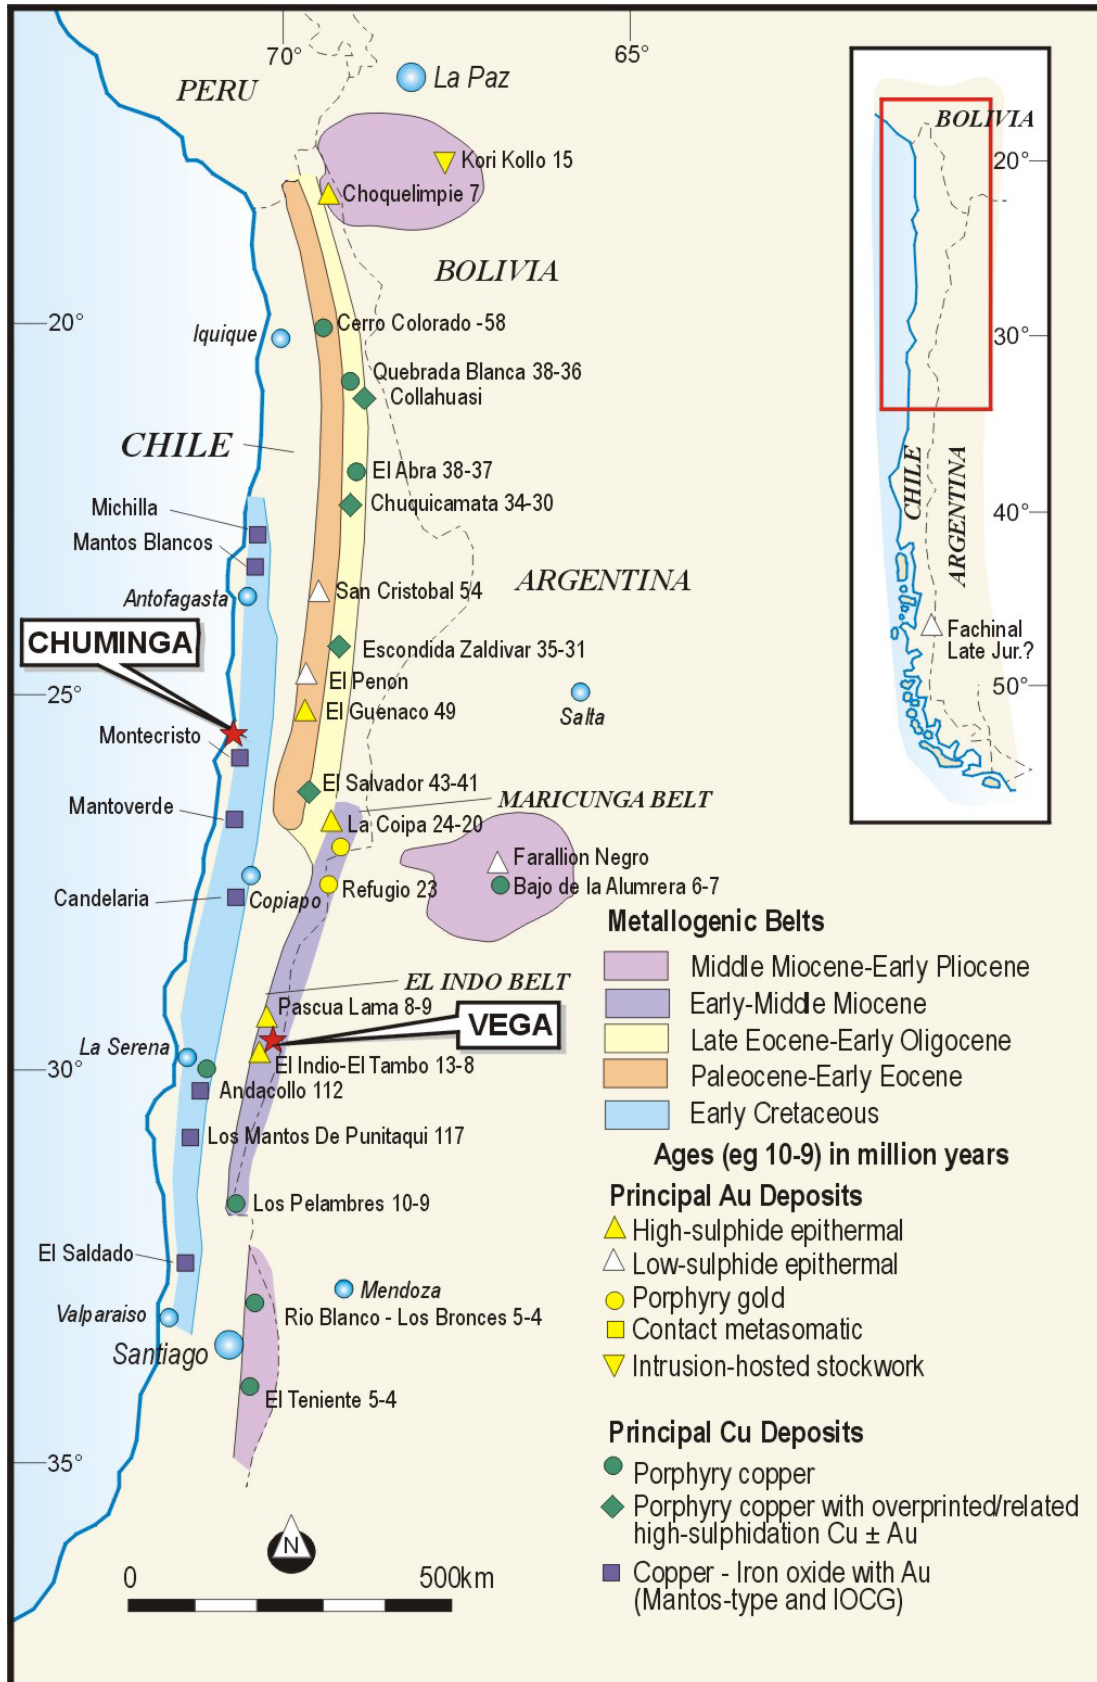 70°
65°
PERU
La Paz
Kori Kollo 15
Choquelimpie 7
BOLIVIA
20°
Iquique
Cerro Colorado -58
Quebrada Blanca 38-36
Collahuasi
CHILE
El Abra 38-37
Chuquicamata 34-30
Michilla
Mantos Blancos
Antofagasta
San Cristobal 54
ARGENTINA
CHUMINGA
Escondida Zaldivar 35-31
El Penon
25°
El Guenaco 49
Salta
Montecristo
El Salvador 43-41
MARICUNGA BELT
Mantoverde
La Coipa 24-20
Farallion Negro
Bajo de la Alumrera 6-7
Refugio 23
Candelaria
Copiapo
EL INDO BELT
Pascua Lama 8-9
VEGA
La Serena
El Indio-El Tambo 13-8
30°
Andacollo 112
Los Mantos De Punitaqui 117
Los Pelambres 10-9
El Saldado
Mendoza
Valparaiso
Rio Blanco - Los Bronces 5-4
Santiago
El Teniente 5-4
35°
N
0
500km
BOLIVIA
20°
30°
CHILE
ARGENTINA
40°
Fachinal
Late Jur.?
50°
Metallogenic Belts
Middle Miocene-Early Pliocene
Early-Middle Miocene
Late Eocene-Early Oligocene
Paleocene-Early Eocene
Early Cretaceous
Ages (eg 10-9) in million years
Principal Au Deposits
High-sulphide epithermal
Low-sulphide epithermal
Porphyry gold
Contact metasomatic
Intrusion-hosted stockwork
Principal Cu Deposits
Porphyry copper
Porphyry copper with overprinted/related
high-sulphidation Cu ± Au
Copper - Iron oxide with Au
(Mantos-type and IOCG)